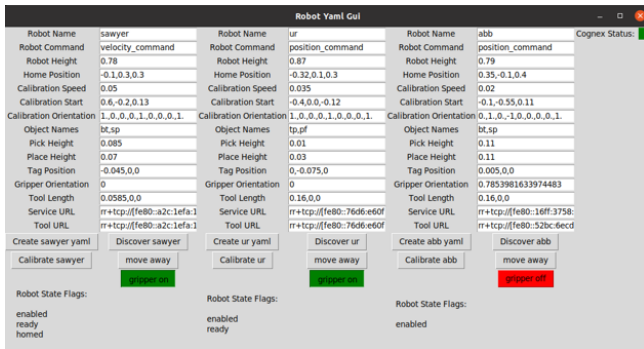 Robot Yaml Gui
Robot Name sawyer Robot Name ur Robot Name abb Cognex Status:
Robot Command velocity_command Robot Command position_command Robot Command position_command
Robot Height 0.78 Robot Height 0.87 Robot Height 0.79
Home Position -0.1,0.3,0.3 Home Position -0.32,0.1,0.3 Home Position 0.35,-0.1,0.4
Calibration Speed 0.05 Calibration Speed 0.035 Calibration Speed 0.02
Calibration Start 0.6,-0.2,0.13 Calibration Start -0.4,0.0,-0.12 Calibration Start -0.1,-0.55,0.11
Calibration Orientation 1.,0.,0.,0.,1.,0.,0.,0.,1. Calibration Orientation 1.,0.,0.,0.,1.,0.,0.,0.,1. Calibration Orientation 0.,1.,0.,-1.,0.,0.,0.,0.,1.
Object Names bt,sp Object Names tp,pf Object Names bt,sp
Pick Height 0.085 Pick Height 0.01 Pick Height 0.11
Place Height 0.07 Place Height 0.03 Place Height 0.11
Tag Position -0.045,0,0 Tag Position 0,-0.075,0 Tag Position 0.005,0,0
Gripper Orientation 0 Gripper Orientation 0 Gripper Orientation 0.7853981633974483
Tool Length 0.0585,0,0 Tool Length 0.16,0,0 Tool Length 0.16,0,0
Service URL rr+tcp://[fe80::a2c:1efa:1 Service URL rr+tcp://[fe80::76d6:e60f Service URL rr+tcp://[fe80::16ff:3758:
Tool URL rr+tcp://[fe80::a2c:1efa:1 Tool URL rr+tcp://[fe80::76d6:e60f Tool URL rr+tcp://[fe80::52bc:6ecd
Create sawyer yaml Discover sawyer Create ur yaml Discover ur Create abb yaml Discover abb
Calibrate sawyer move away Calibrate ur move away Calibrate abb move away
gripper on gripper on gripper off
Robot State Flags: Robot State Flags: Robot State Flags:
enabled enabled enabled
ready ready
homed